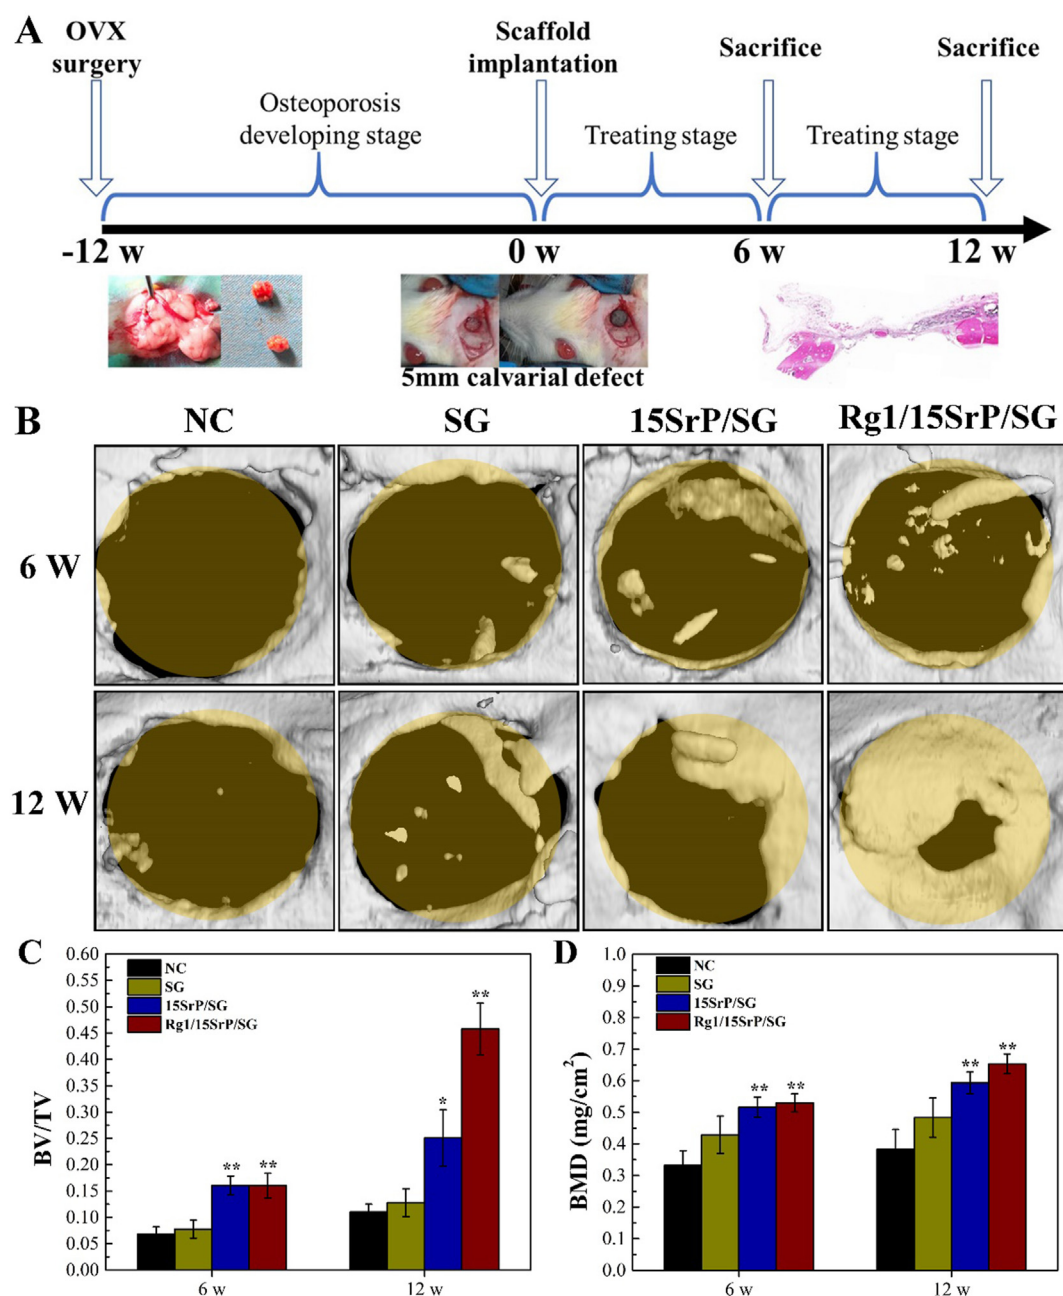 A
OVX
surgery
Scaffold
implantation
Sacrifice
Sacrifice
Osteoporosis
developing stage
Treating stage
Treating stage
-12 w
0 w
6 w
12 w
5mm calvarial defect
B
NC
SG
15SrP/SG
Rg1/15SrP/SG
6 W
12 W
C
0.60
0.55
0.50
0.45
0.40
0.35
0.30
0.25
0.20
0.15
0.10
0.05
0.00
BV/TV
NC
SG
15SrP/SG
Rg1/15SrP/SG
**
**
*
**
6 w
12 w
D
1.0
0.9
0.8
0.7
0.6
0.5
0.4
0.3
0.2
0.1
0.0
BMD (mg/cm²)
NC
SG
15SrP/SG
Rg1/15SrP/SG
**
**
**
**
6 w
12 w